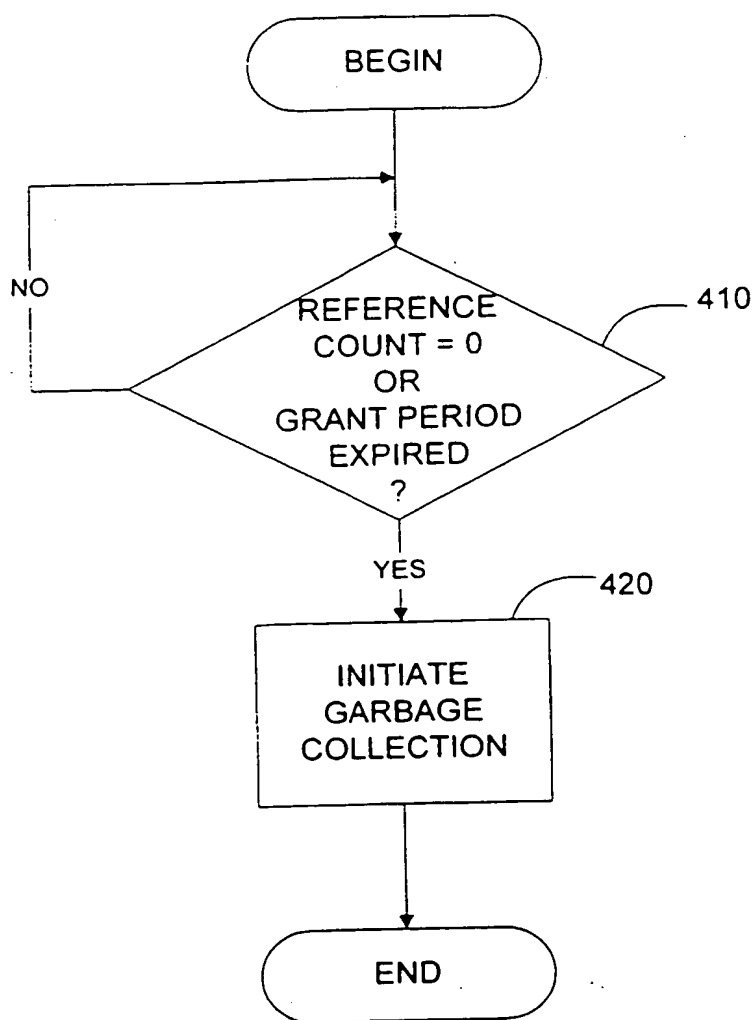 BEGIN
NO
REFERENCE
COUNT = 0
OR
GRANT PERIOD
EXPIRED
?
410
YES
420
INITIATE
GARBAGE
COLLECTION
END